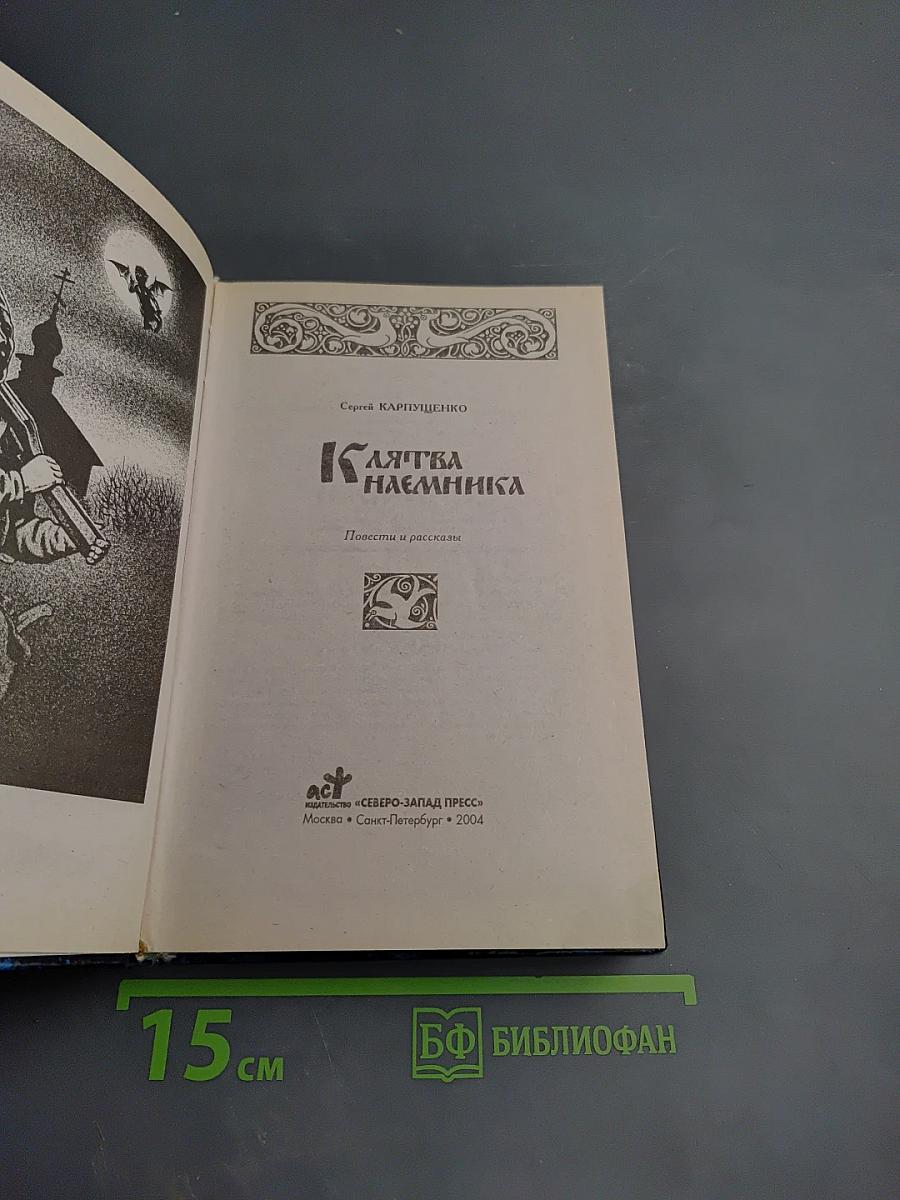 Сергей КАРПУЩЕНКО
КЛЯТВА
НАЕМНИКА
Повести и рассказы
аст
ИЗДАТЕЛЬСТВО «СЕВЕРО-ЗАПАД ПРЕСС»
Москва • Санкт-Петербург • 2004
15 см
БФ БИБЛИОФАН